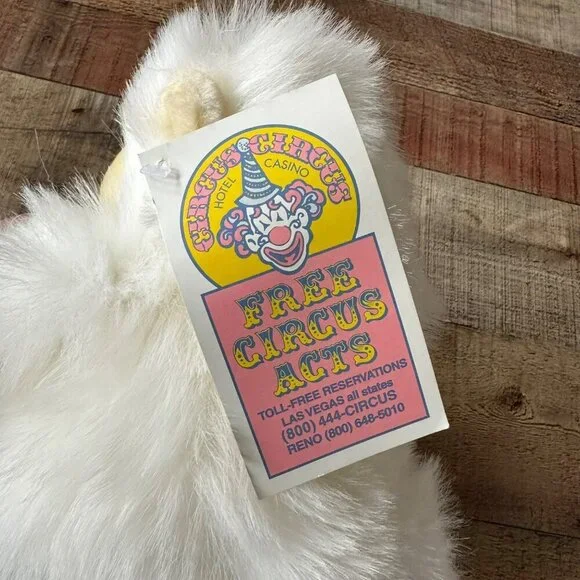 CIRCUS CIRCUS
HOTEL CASINO
FREE
CIRCUS
ACTS
TOLL-FREE RESERVATIONS
LAS VEGAS all states
(800) 444-CIRCUS
RENO (800) 648-5010